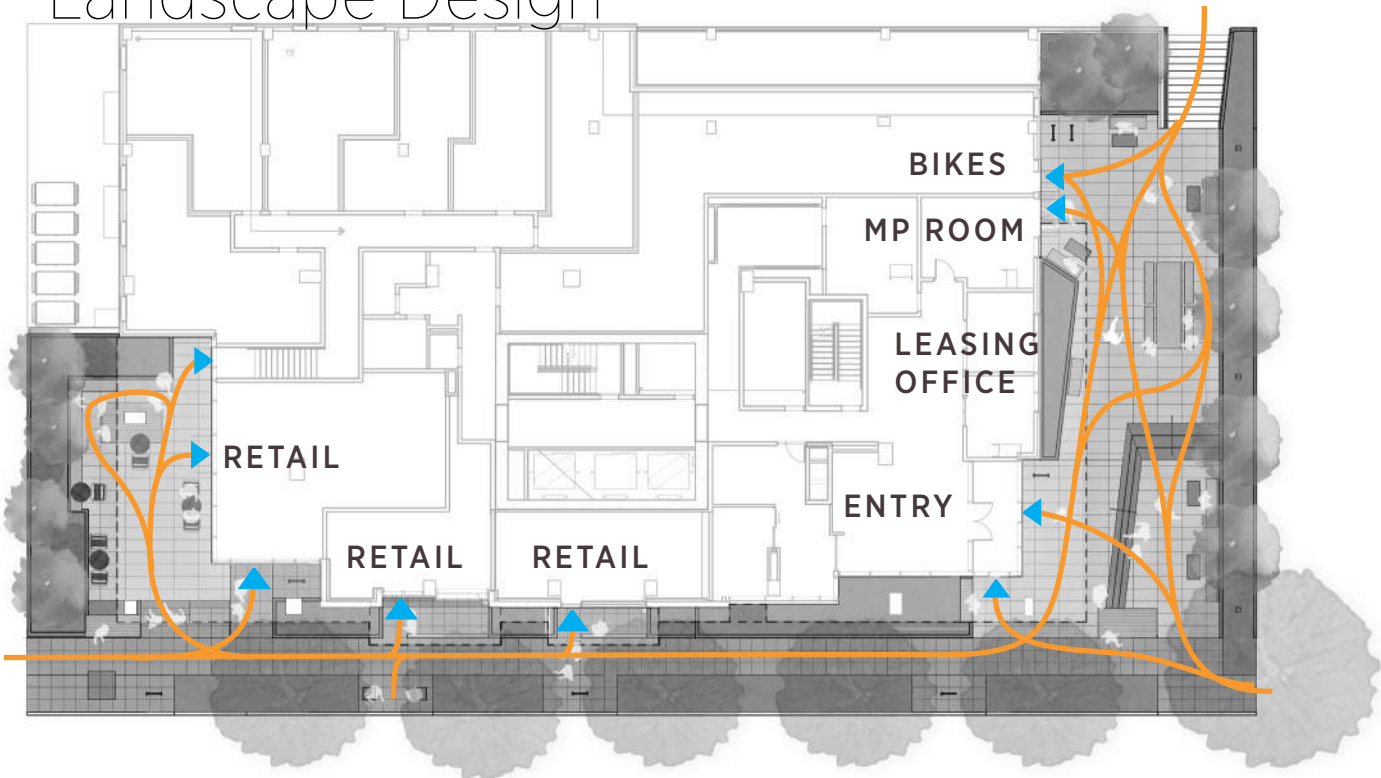 Landscape Design
BIKES
MP ROOM
LEASING
OFFICE
RETAIL
ENTRY
RETAIL
RETAIL